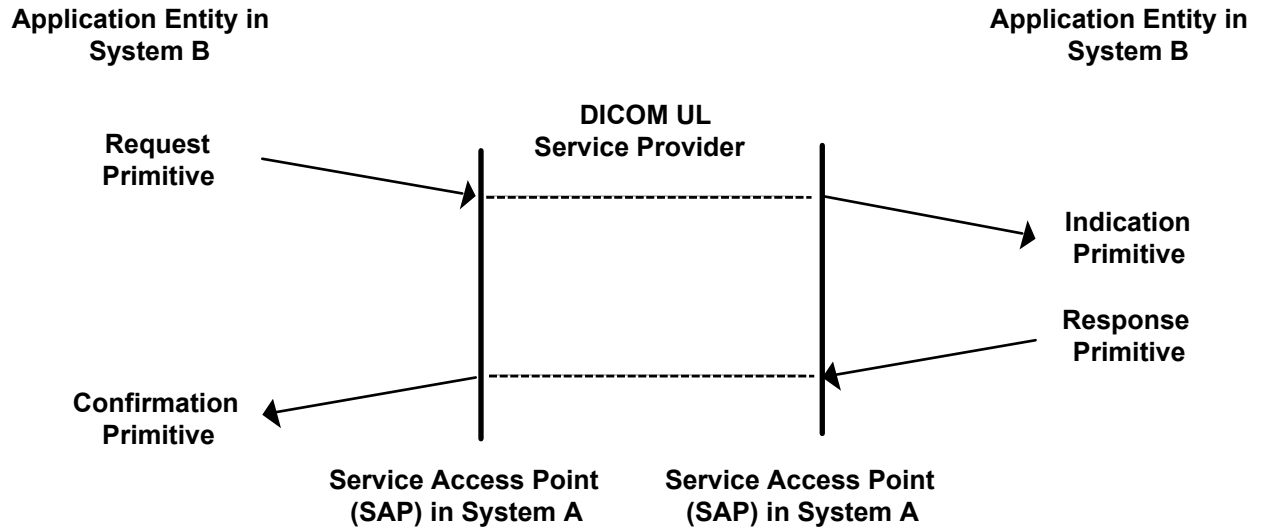 Application Entity in
System B
Application Entity in
System B
DICOM UL
Service Provider
Request
Primitive
Indication
Primitive
Response
Primitive
Confirmation
Primitive
Service Access Point
(SAP) in System A
Service Access Point
(SAP) in System A